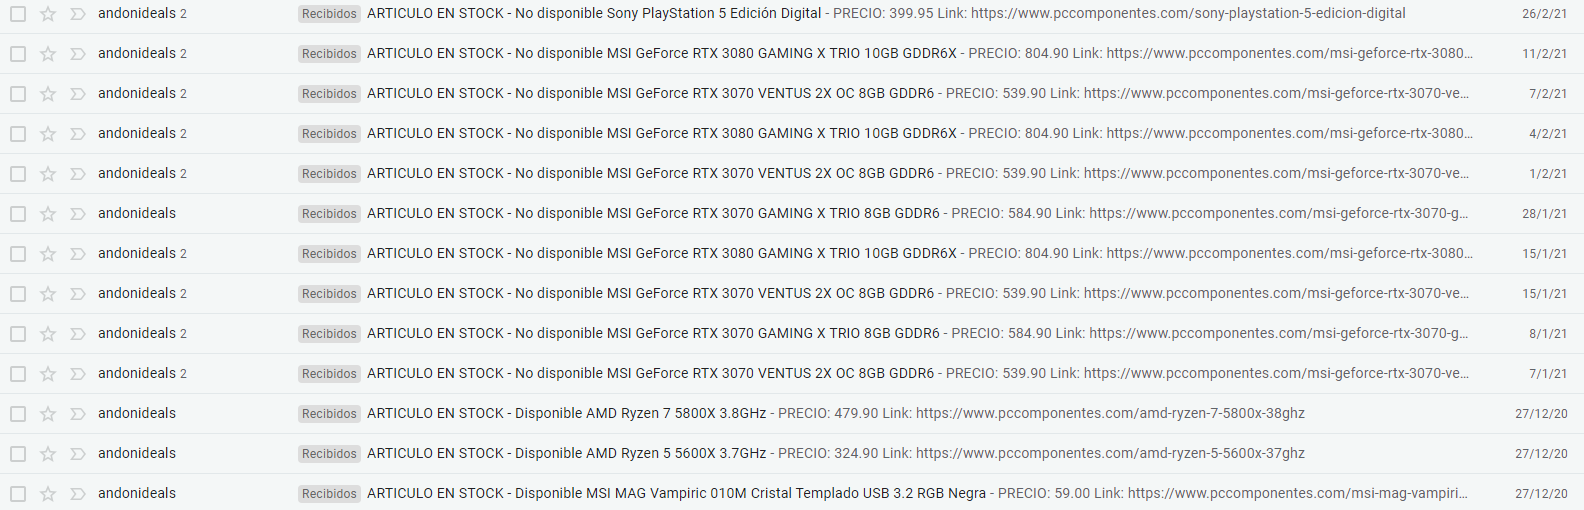 andonideals 2 Recibidos ARTICULO EN STOCK - No disponible Sony PlayStation 5 Edición Digital - PRECIO: 399.95 Link: https://www.pccomponentes.com/sony-playstation-5-edicion-digital 26/2/21
andonideals 2 Recibidos ARTICULO EN STOCK - No disponible MSI GeForce RTX 3080 GAMING X TRIO 10GB GDDR6X - PRECIO: 804.90 Link: https://www.pccomponentes.com/msi-geforce-rtx-3080... 11/2/21
andonideals 2 Recibidos ARTICULO EN STOCK - No disponible MSI GeForce RTX 3070 VENTUS 2X OC 8GB GDDR6 - PRECIO: 539.90 Link: https://www.pccomponentes.com/msi-geforce-rtx-3070-ve... 7/2/21
andonideals 2 Recibidos ARTICULO EN STOCK - No disponible MSI GeForce RTX 3080 GAMING X TRIO 10GB GDDR6X - PRECIO: 804.90 Link: https://www.pccomponentes.com/msi-geforce-rtx-3080... 4/2/21
andonideals 2 Recibidos ARTICULO EN STOCK - No disponible MSI GeForce RTX 3070 VENTUS 2X OC 8GB GDDR6 - PRECIO: 539.90 Link: https://www.pccomponentes.com/msi-geforce-rtx-3070-ve... 1/2/21
andonideals Recibidos ARTICULO EN STOCK - No disponible MSI GeForce RTX 3070 GAMING X TRIO 8GB GDDR6 - PRECIO: 584.90 Link: https://www.pccomponentes.com/msi-geforce-rtx-3070-g... 28/1/21
andonideals 2 Recibidos ARTICULO EN STOCK - No disponible MSI GeForce RTX 3080 GAMING X TRIO 10GB GDDR6X - PRECIO: 804.90 Link: https://www.pccomponentes.com/msi-geforce-rtx-3080... 15/1/21
andonideals 2 Recibidos ARTICULO EN STOCK - No disponible MSI GeForce RTX 3070 VENTUS 2X OC 8GB GDDR6 - PRECIO: 539.90 Link: https://www.pccomponentes.com/msi-geforce-rtx-3070-ve... 15/1/21
andonideals 2 Recibidos ARTICULO EN STOCK - No disponible MSI GeForce RTX 3070 GAMING X TRIO 8GB GDDR6 - PRECIO: 584.90 Link: https://www.pccomponentes.com/msi-geforce-rtx-3070-g... 8/1/21
andonideals 2 Recibidos ARTICULO EN STOCK - No disponible MSI GeForce RTX 3070 VENTUS 2X OC 8GB GDDR6 - PRECIO: 539.90 Link: https://www.pccomponentes.com/msi-geforce-rtx-3070-ve... 7/1/21
andonideals Recibidos ARTICULO EN STOCK - Disponible AMD Ryzen 7 5800X 3.8GHz - PRECIO: 479.90 Link: https://www.pccomponentes.com/amd-ryzen-7-5800x-38ghz 27/12/20
andonideals Recibidos ARTICULO EN STOCK - Disponible AMD Ryzen 5 5600X 3.7GHz - PRECIO: 324.90 Link: https://www.pccomponentes.com/amd-ryzen-5-5600x-37ghz 27/12/20
andonideals Recibidos ARTICULO EN STOCK - Disponible MSI MAG Vampiric 010M Cristal Templado USB 3.2 RGB Negra - PRECIO: 59.00 Link: https://www.pccomponentes.com/msi-mag-vampiri... 27/12/20